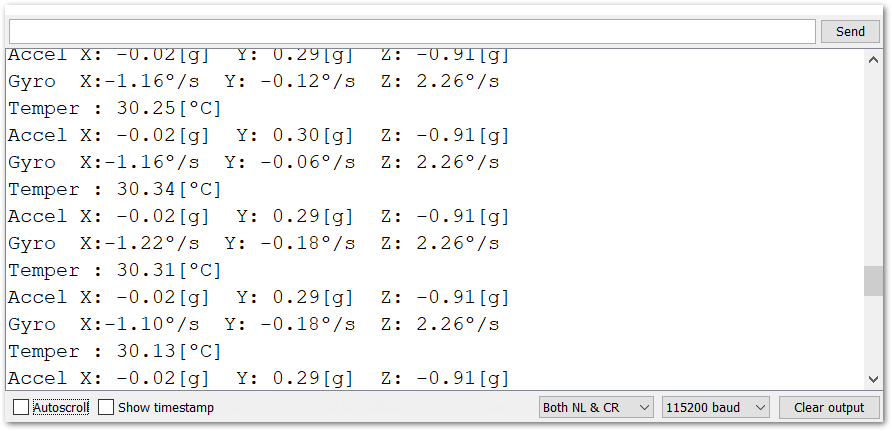 Send
Accel X: -0.02[g]  Y: 0.29[g]  Z: -0.91[g]
Gyro  X:-1.16°/s  Y: -0.12°/s  Z: 2.26°/s
Temper : 30.25[°C]
Accel X: -0.02[g]  Y: 0.30[g]  Z: -0.91[g]
Gyro  X:-1.16°/s  Y: -0.06°/s  Z: 2.26°/s
Temper : 30.34[°C]
Accel X: -0.02[g]  Y: 0.29[g]  Z: -0.91[g]
Gyro  X:-1.22°/s  Y: -0.18°/s  Z: 2.26°/s
Temper : 30.31[°C]
Accel X: -0.02[g]  Y: 0.29[g]  Z: -0.91[g]
Gyro  X:-1.10°/s  Y: -0.18°/s  Z: 2.26°/s
Temper : 30.13[°C]
Accel X: -0.02[g]  Y: 0.29[g]  Z: -0.91[g]
Autoscroll Show timestamp Both NL & CR 115200 baud Clear output